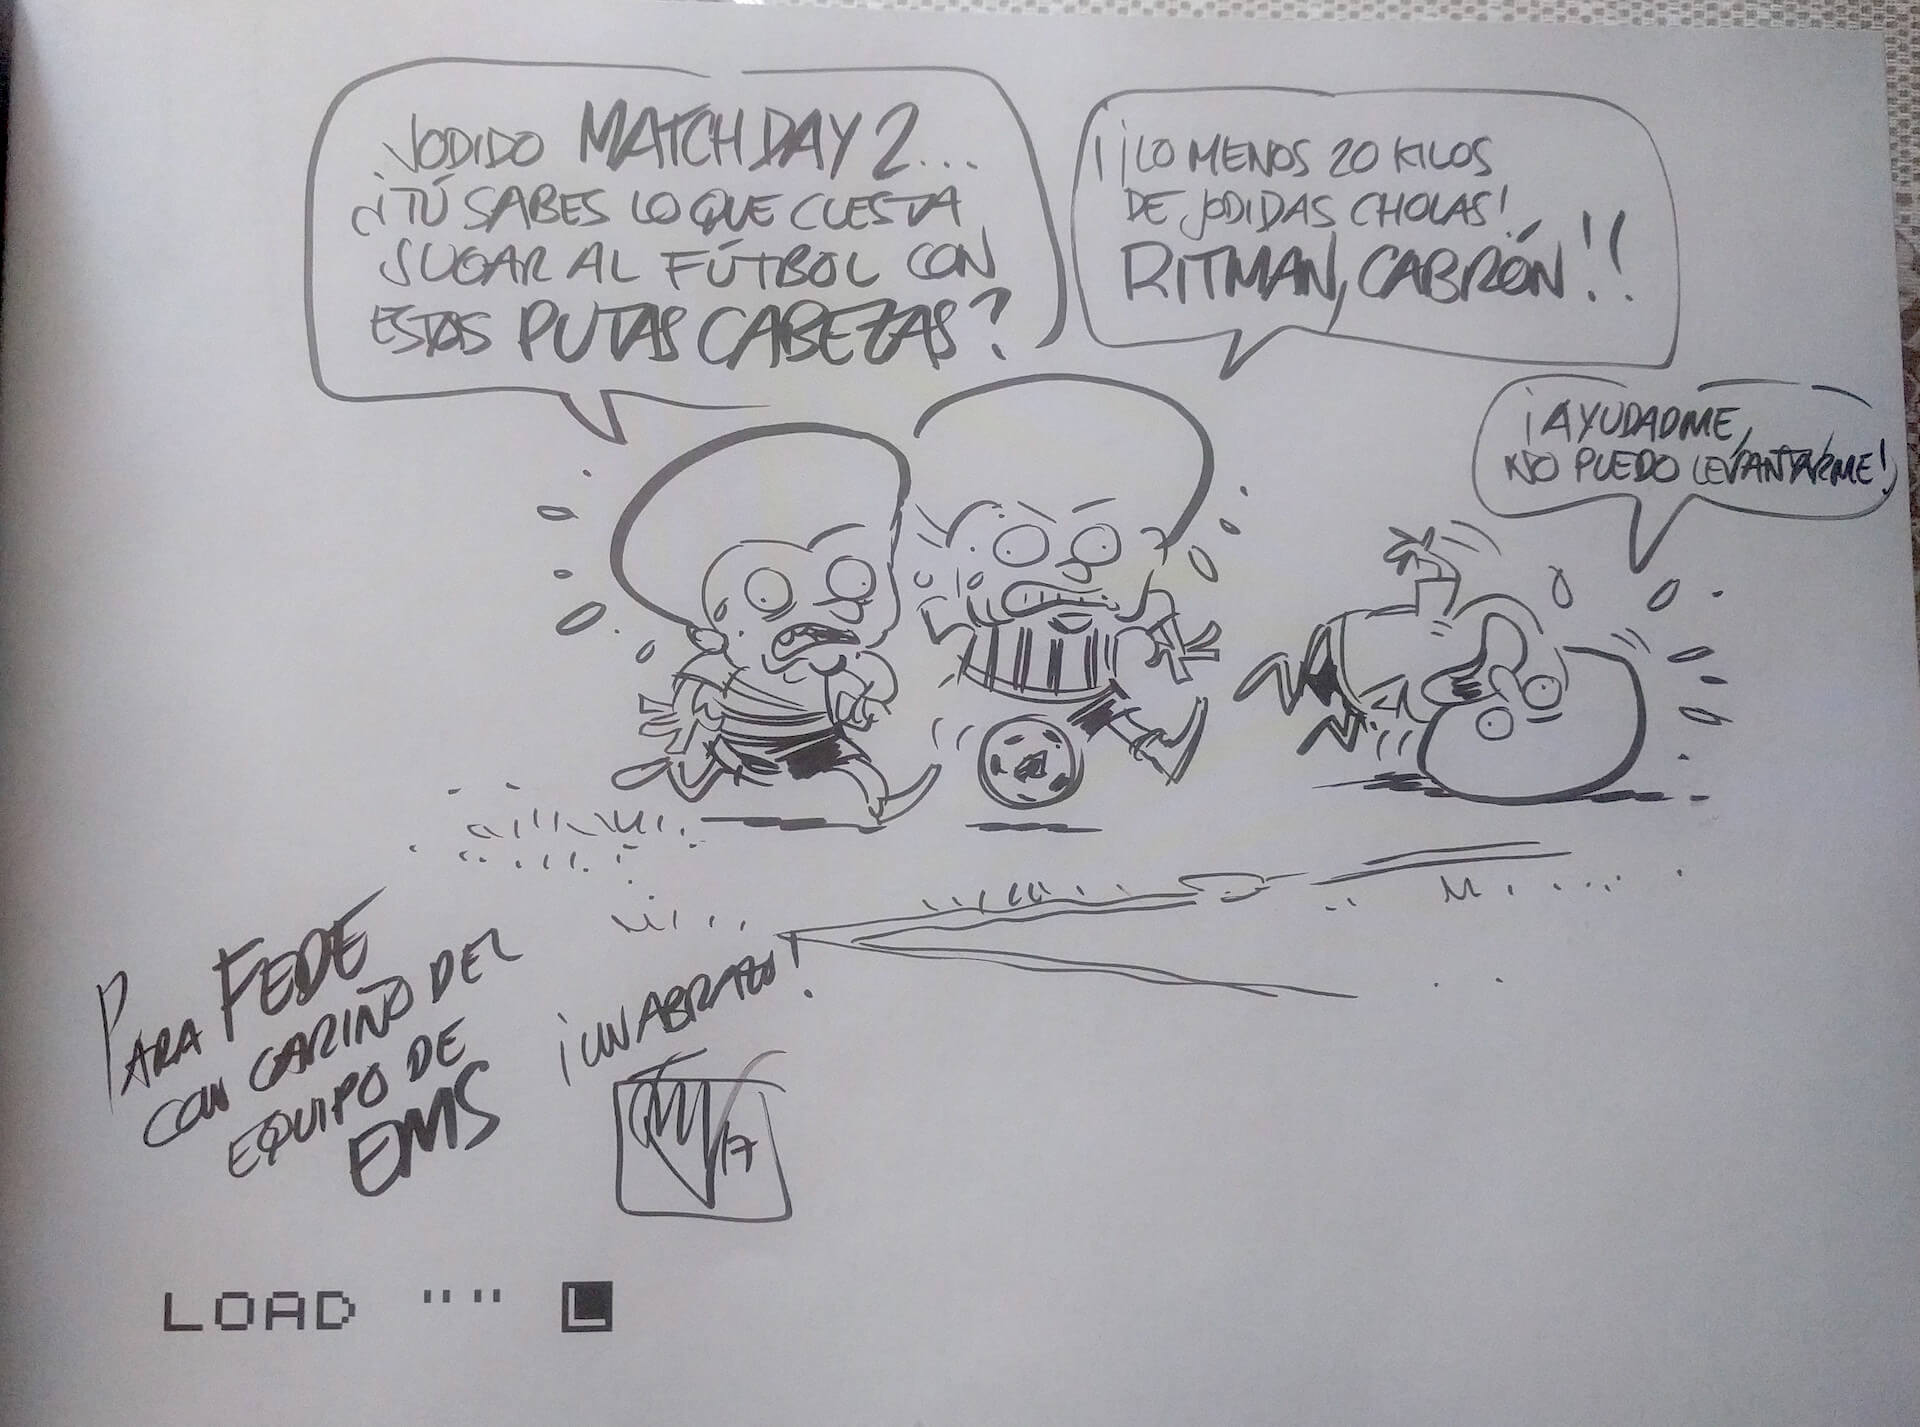 JODIDO MATCH DAY 2...
¿TÚ SABES LO QUE CUESTA
JUGAR AL FÚTBOL CON
ESTAS PUTAS CABEZAS?
¡¡LO MENOS 20 KILOS
DE JODIDAS CHOLAS!
RITMAN, CABRÓN!!
¡AYUDADME,
NO PUEDO LEVANTARME!
PARA FEDE
CON CARIÑO DEL
EQUIPO DE
EMS
¡UN ABRAZO!
17
LOAD "" L